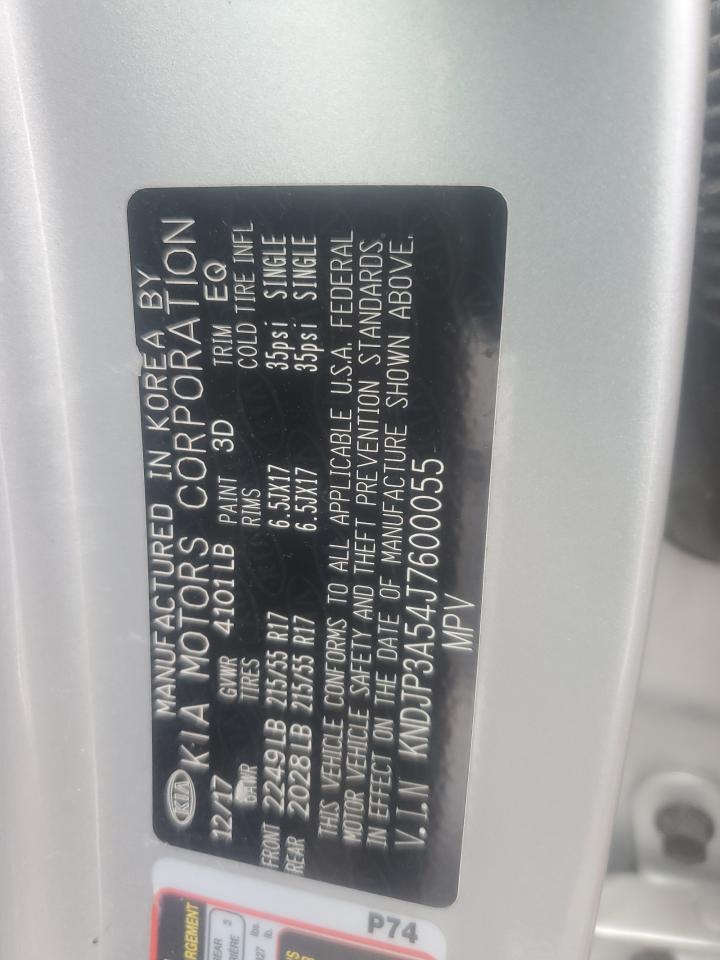 MANUFACTURED IN KOREA BY
KIA KIA MOTORS CORPORATION
12/17 GVWR 4101LB PAINT 3D TRIM EQ
GAWR TIRES RIMS COLD TIRE INFL
FRONT 2249LB 215/55 R17 6.5JX17 35psi SINGLE
REAR 2028LB 215/55 R17 6.5JX17 35psi SINGLE
THIS VEHICLE CONFORMS TO ALL APPLICABLE U.S.A. FEDERAL
MOTOR VEHICLE SAFETY AND THEFT PREVENTION STANDARDS
IN EFFECT ON THE DATE OF MANUFACTURE SHOWN ABOVE.
V.I.N KNDJP3A54J7600055
MPV
P74